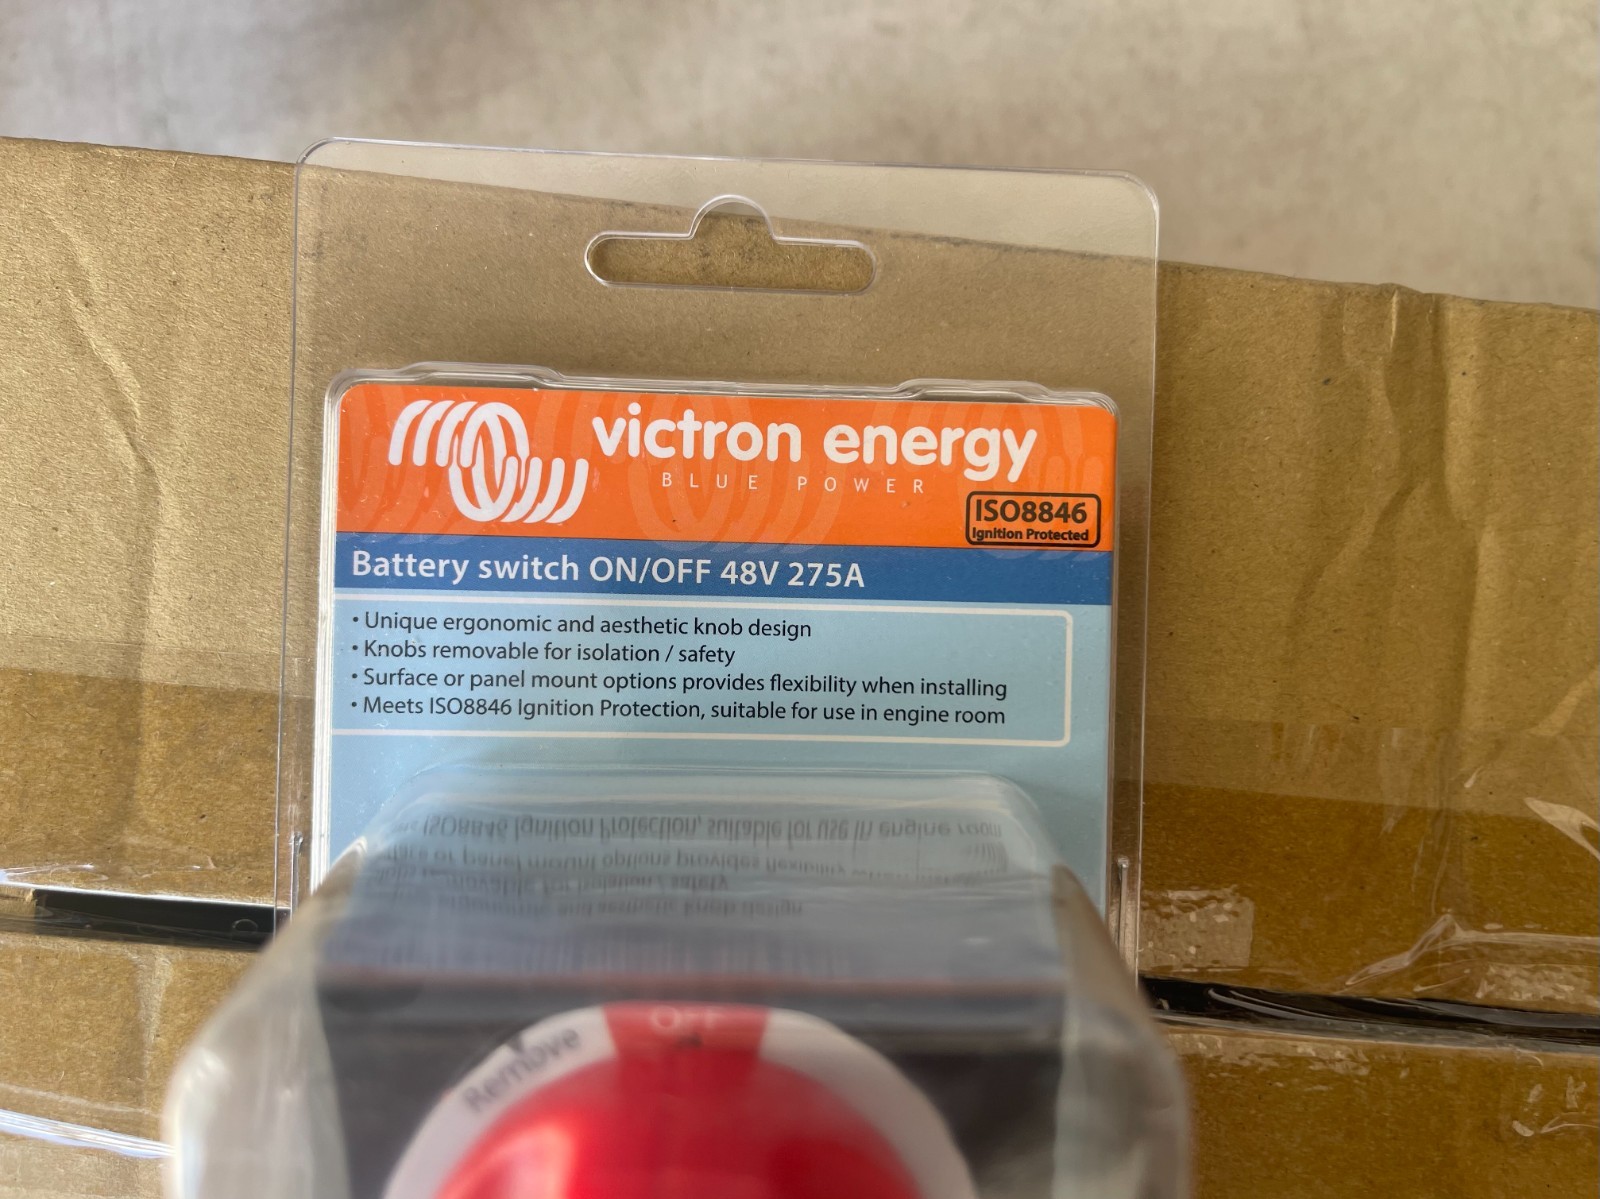 victron energy
BLUE POWER
ISO8846
Ignition Protected
Battery switch ON/OFF 48V 275A
• Unique ergonomic and aesthetic knob design
• Knobs removable for isolation / safety
• Surface or panel mount options provides flexibility when installing
• Meets ISO8846 Ignition Protection, suitable for use in engine room
OFF
Remove